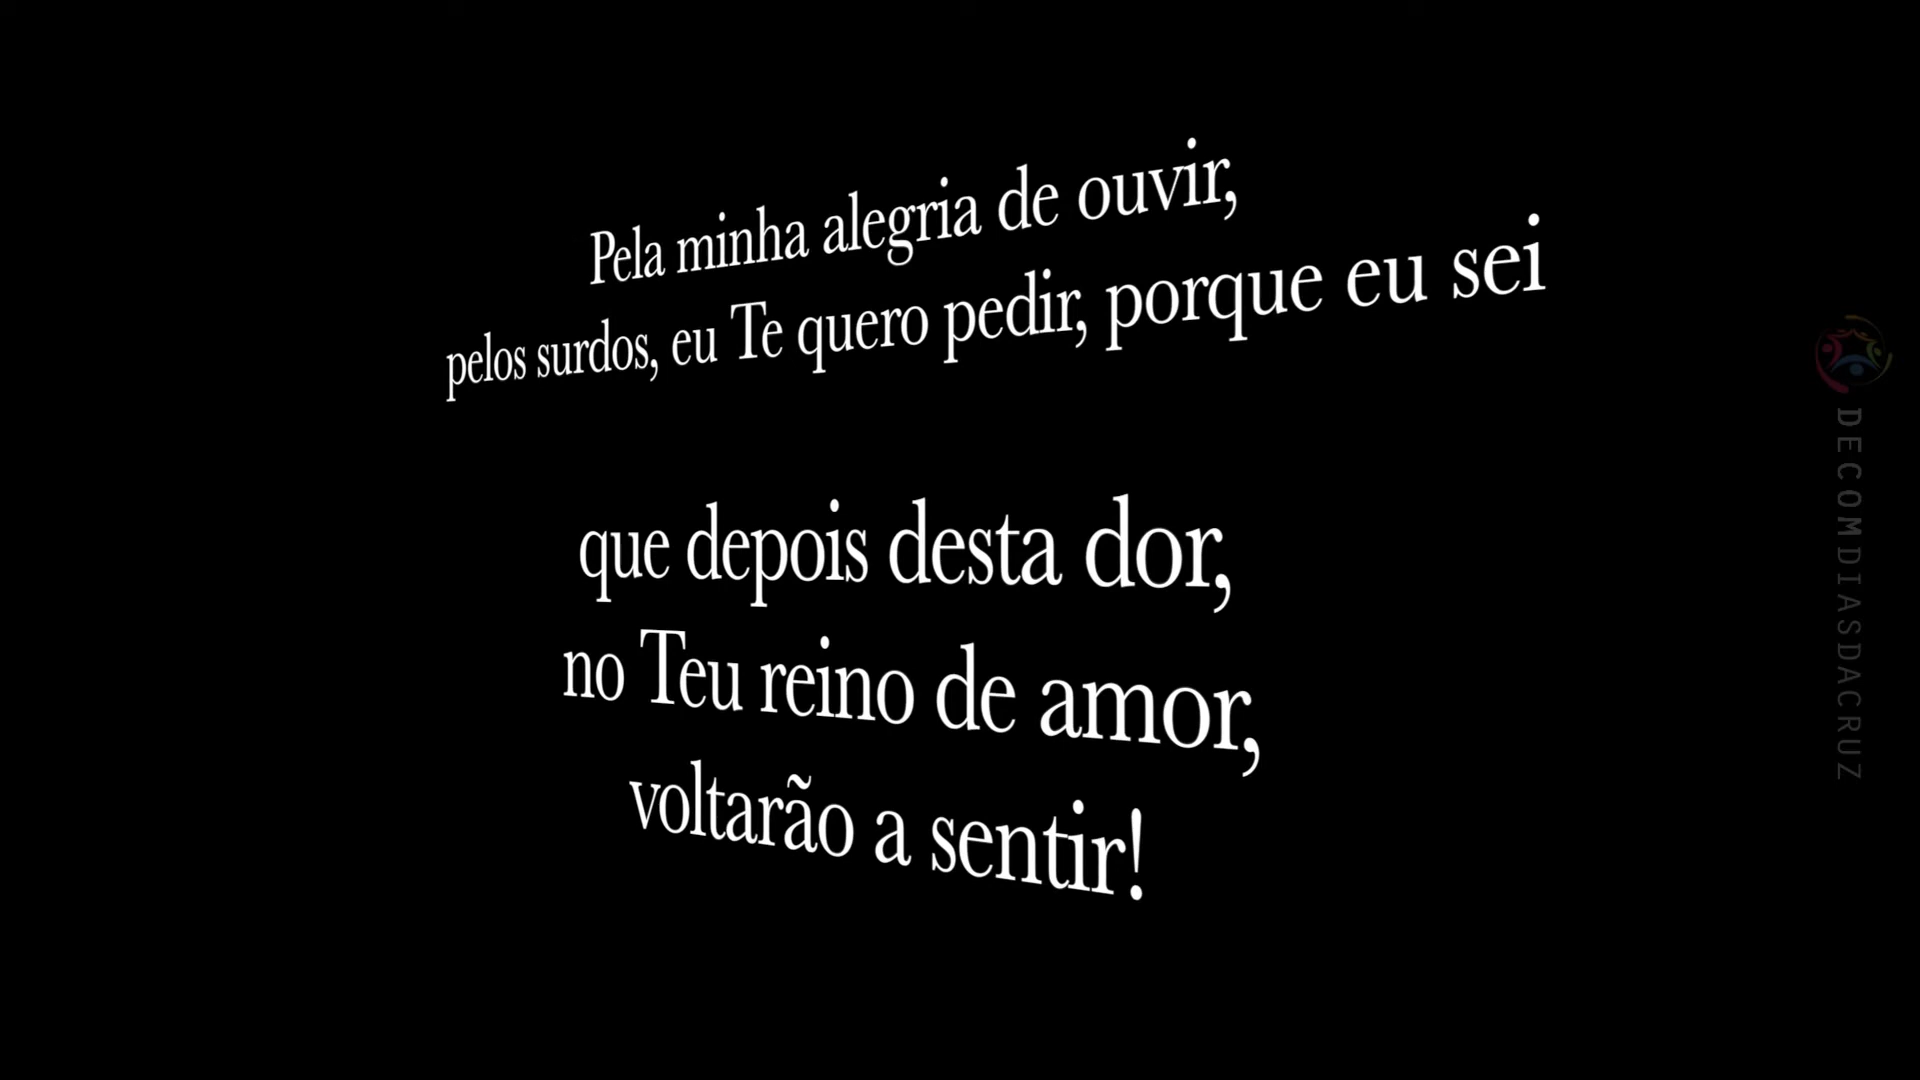 Pela minha alegria de ouvir,
pelos surdos, eu Te quero pedir, porque eu sei
que depois desta dor,
no Teu reino de amor,
voltarão a sentir!
DECOMDIASDACRUZ